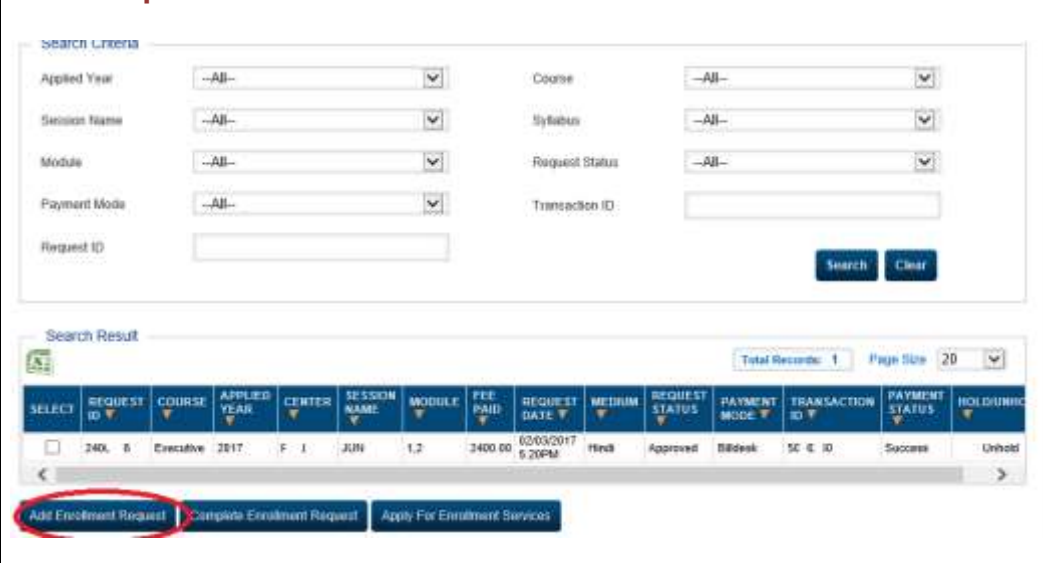 Search Criteria
Applied Year --All-- Course --All--
Session Name --All-- Syllabus --All--
Module --All-- Request Status --All--
Payment Mode --All-- Transaction ID
Request ID
Search Clear
Search Result
Total Records: 1 Page Size 20
SELECT REQUEST ID COURSE APPLIED YEAR CENTER SESSION NAME MODULE FEE PAID REQUEST DATE MEDIUM REQUEST STATUS PAYMENT MODE TRANSACTION ID PAYMENT STATUS HOLD/UNHO
Executive 2017 JUN 1,2 2400.00 02/03/2017 5:20PM Hindi Approved Billdesk Success Unhold
Add Enrollment Request Complete Enrollment Request Apply For Enrollment Services